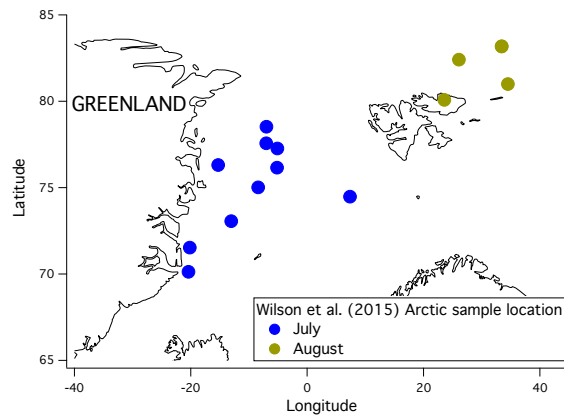 85
80
75
70
65
Latitude
GREENLAND
Wilson et al. (2015) Arctic sample location
July
August
-40
-20
0
20
40
Longitude